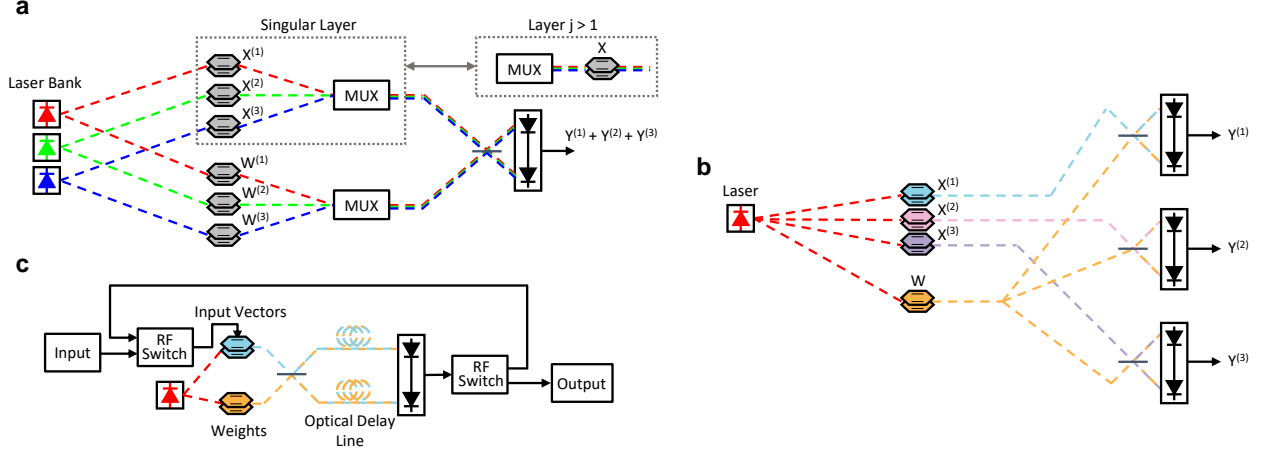 a
Singular Layer
Layer j > 1
X⁽¹⁾
X
MUX
Laser Bank
X⁽²⁾
MUX
X⁽³⁾
Y⁽¹⁾ + Y⁽²⁾ + Y⁽³⁾
W⁽¹⁾
W⁽²⁾
MUX
W⁽³⁾
b
Laser
X⁽¹⁾
X⁽²⁾
X⁽³⁾
W
Y⁽¹⁾
Y⁽²⁾
Y⁽³⁾
c
Input Vectors
Input
RF
Switch
Weights
Optical Delay
Line
RF
Switch
Output